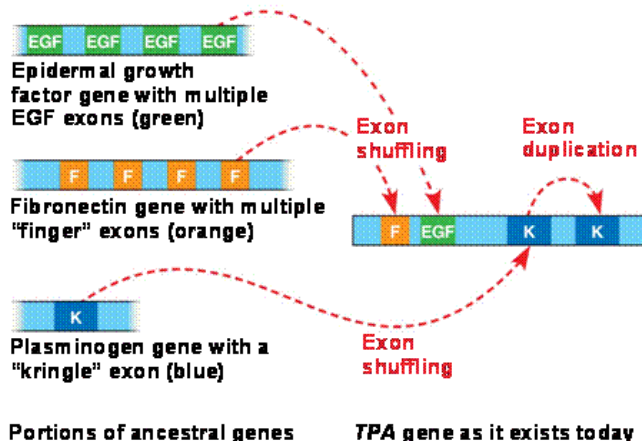 EGF EGF EGF EGF
Epidermal growth
factor gene with multiple
EGF exons (green)
F F F F
Fibronectin gene with multiple
“finger” exons (orange)
K
Plasminogen gene with a
“kringle” exon (blue)
Portions of ancestral genes
Exon
shuffling
Exon
duplication
F EGF K K
Exon
shuffling
TPA gene as it exists today